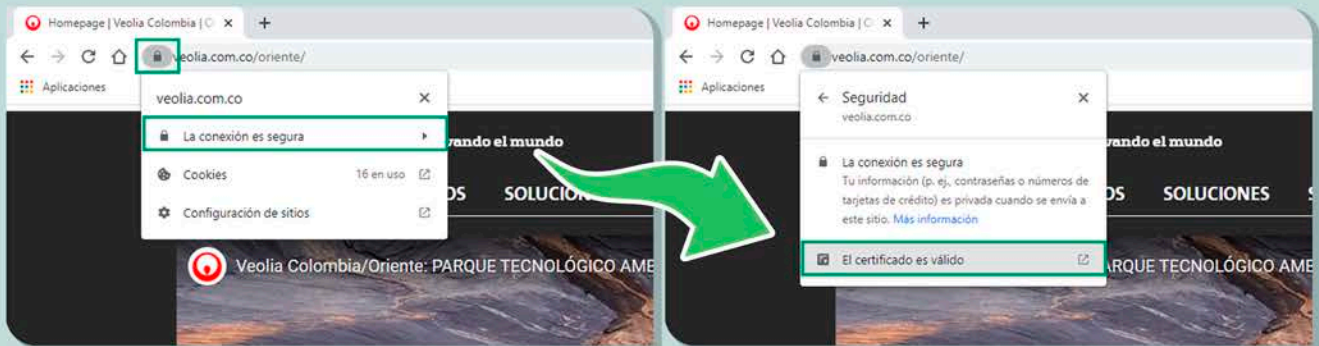 Homepage | Veolia Colombia | O
veolia.com.co/oriente/
Aplicaciones
veolia.com.co
La conexión es segura
Cookies 16 en uso
Configuración de sitios
vando el mundo
OS SOLUCION
Veolia Colombia/Oriente: PARQUE TECNOLÓGICO AME
Homepage | Veolia Colombia | O
veolia.com.co/oriente/
Aplicaciones
Seguridad
veolia.com.co
La conexión es segura
Tu información (p. ej., contraseñas o números de
tarjetas de crédito) es privada cuando se envía a
este sitio. Más información
El certificado es válido
vando el mundo
OS SOLUCIONES
ARQUE TECNOLÓGICO AME